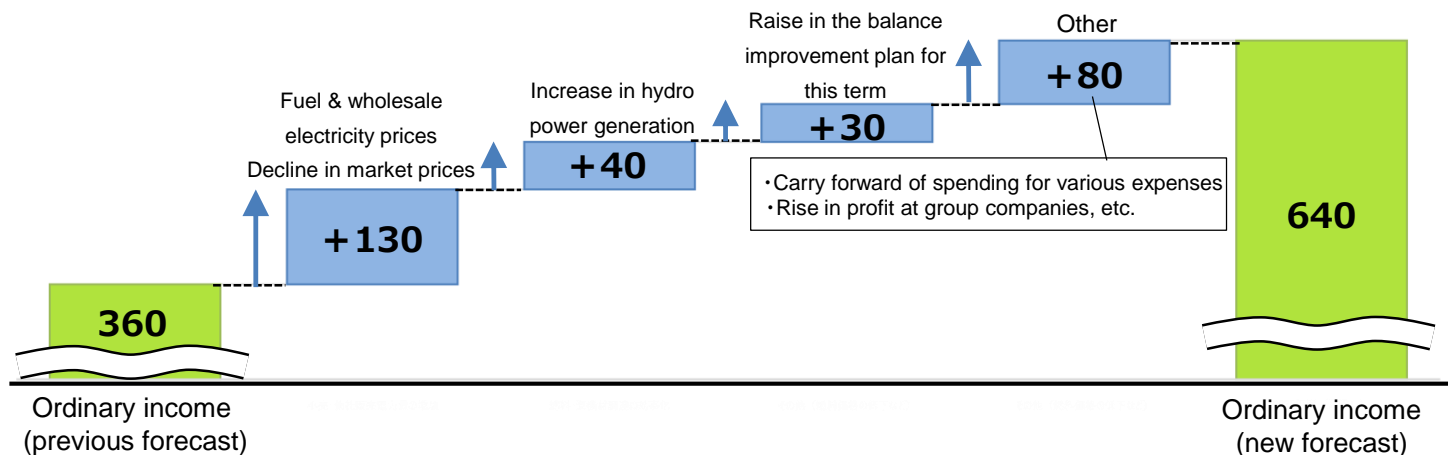 360
Ordinary income
(previous forecast)
Fuel & wholesale
electricity prices
Decline in market prices
+130
Increase in hydro
power generation
+40
Raise in the balance
improvement plan for
this term
+30
Other
+80
・Carry forward of spending for various expenses
・Rise in profit at group companies, etc.
640
Ordinary income
(new forecast)